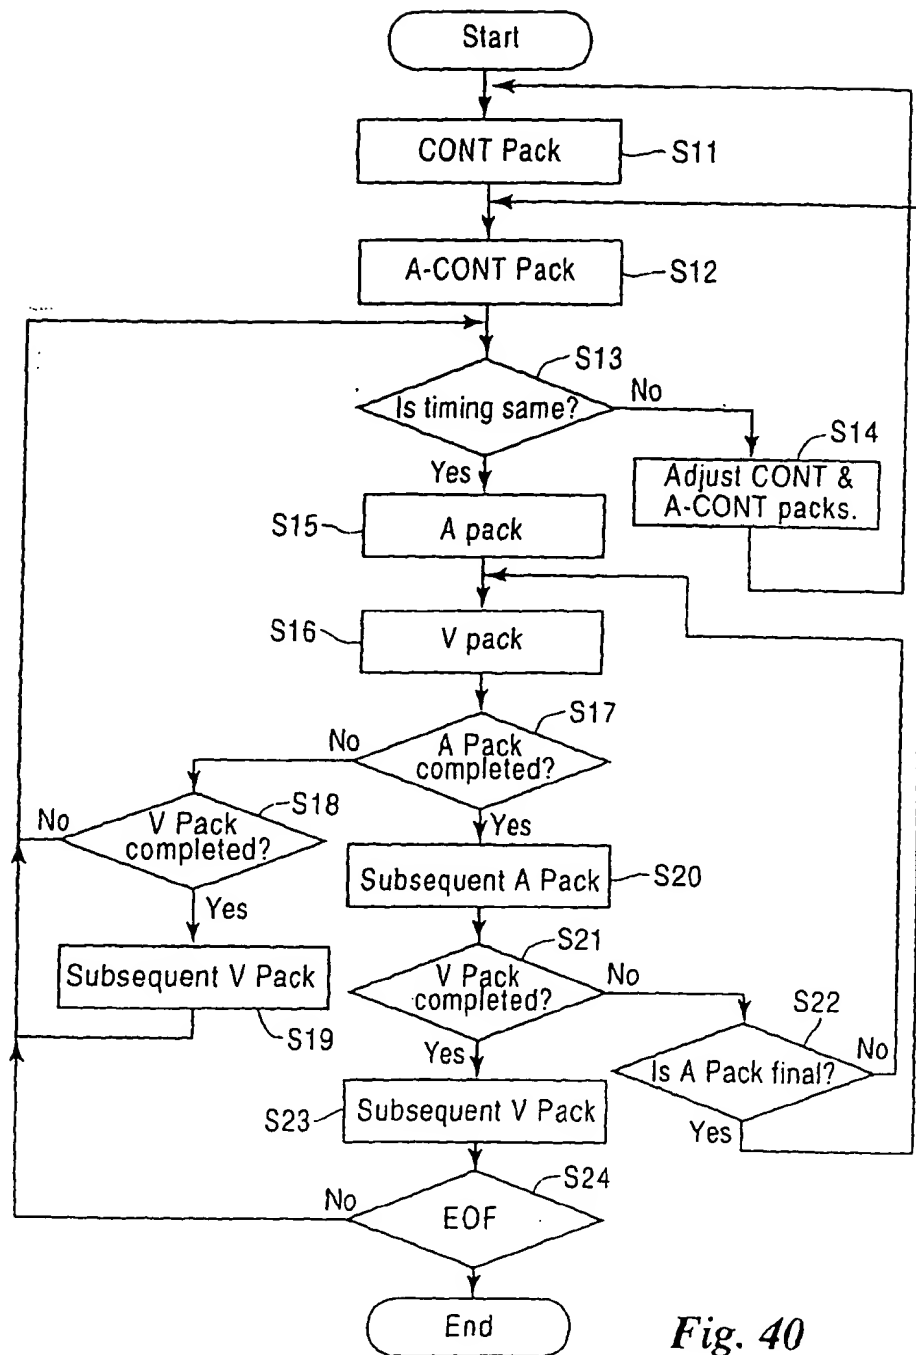 Start
CONT Pack
S11
A-CONT Pack
S12
S13
Is timing same?
No
Yes
S14
Adjust CONT &
A-CONT packs.
S15
A pack
S16
V pack
S17
No
A Pack
completed?
S18
No
V Pack
completed?
Yes
Yes
Subsequent A Pack
S20
Subsequent V Pack
S19
S21
V Pack
completed?
No
S22
No
Is A Pack final?
Yes
Yes
S23
Subsequent V Pack
S24
No
EOF
End
Fig. 40